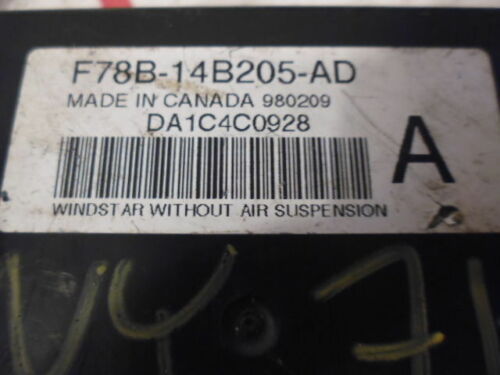 F78B-14B205-AD
MADE IN CANADA 980209
DA1C4C0928
A
WINDSTAR WITHOUT AIR SUSPENSION